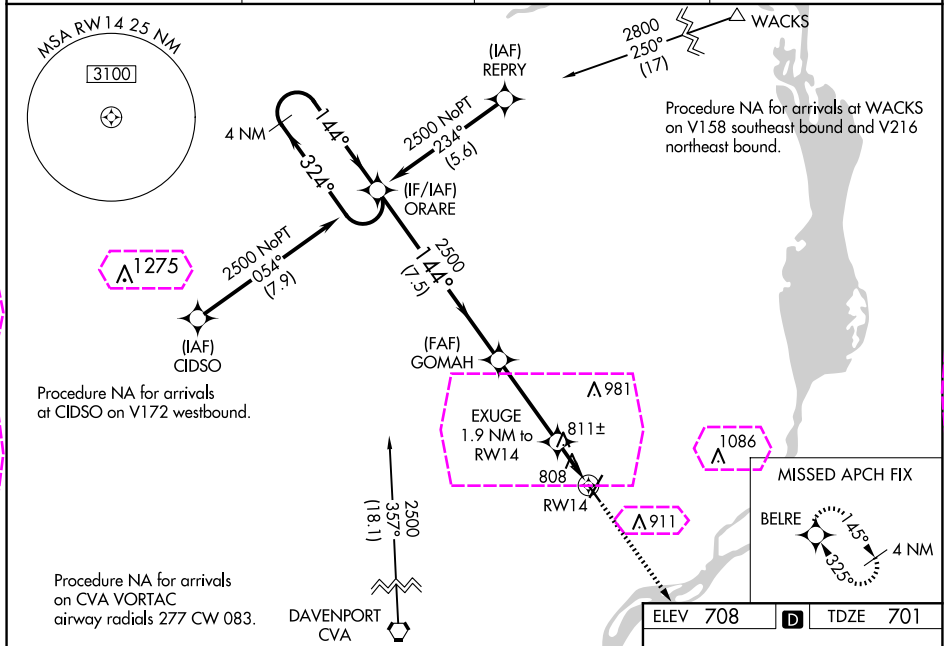 MSA RW14 25 NM
3100
4 NM
144°
324°
(IAF)
REPRY
2500 NoPT
234°
(5.6)
2800
250°
(17)
WACKS
Procedure NA for arrivals at WACKS
on V158 southeast bound and V216
northeast bound.
(IF/IAF)
ORARE
1275
2500 NoPT
054°
(7.9)
(IAF)
CIDSO
Procedure NA for arrivals
at CIDSO on V172 westbound.
2500
144°
(7.5)
(FAF)
GOMAH
981
EXUGE
1.9 NM to
RW14
811±
808
RW14
1086
911
2500
357°
(18.1)
Procedure NA for arrivals
on CVA VORTAC
airway radials 277 CW 083.
DAVENPORT
CVA
MISSED APCH FIX
BELRE
145°
325°
4 NM
ELEV 708
D
TDZE 701